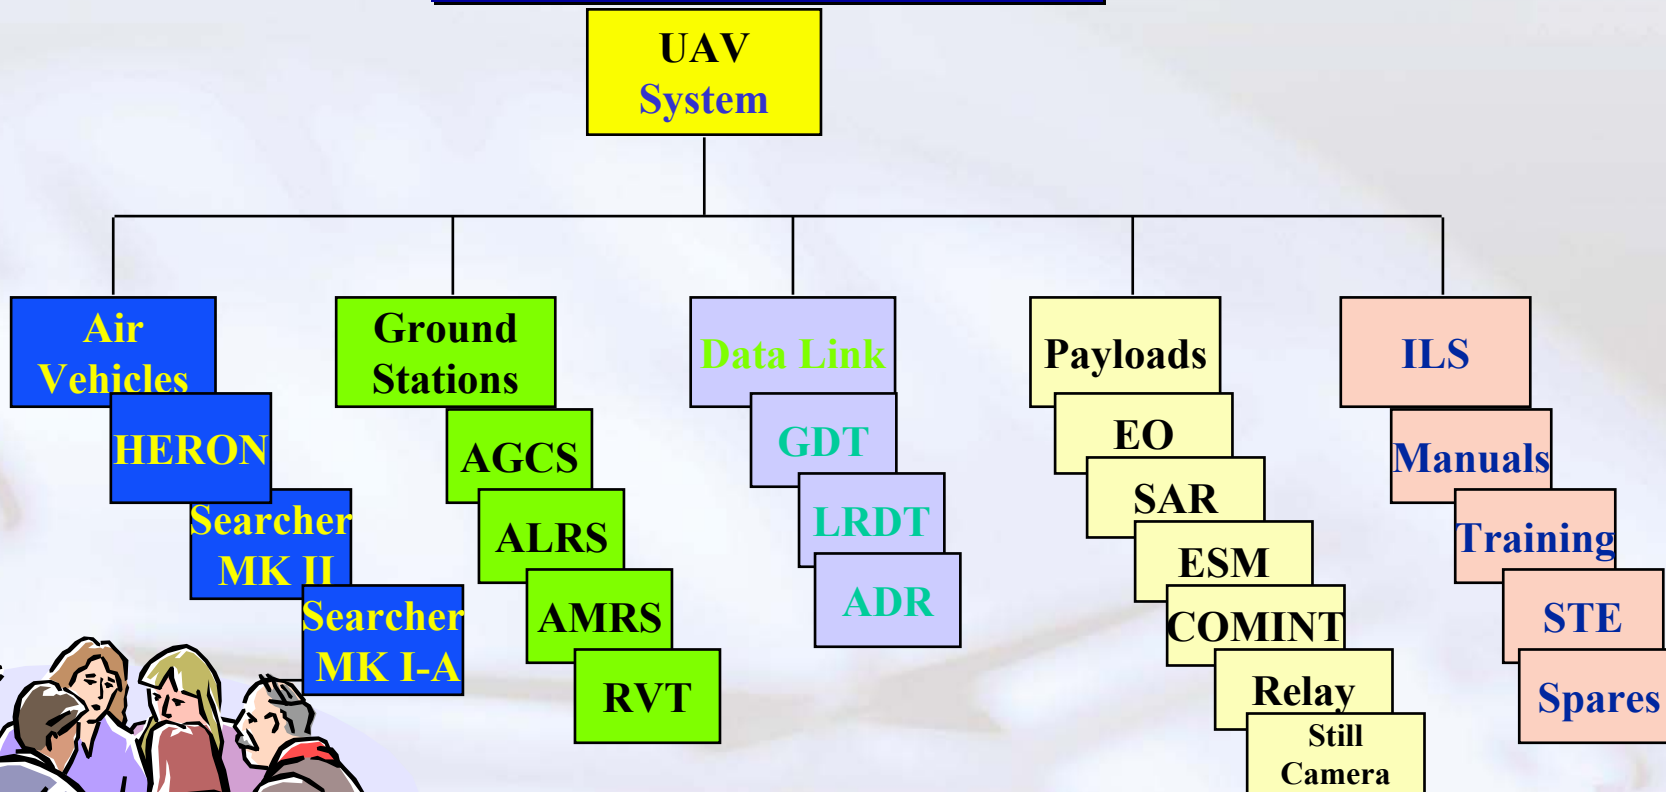 UAV
System
Air
Vehicles
HERON
Searcher
MK II
Searcher
MK I-A
Ground
Stations
AGCS
ALRS
AMRS
RVT
Data Link
GDT
LRDT
ADR
Payloads
EO
SAR
ESM
COMINT
Relay
Still
Camera
ILS
Manuals
Training
STE
Spares